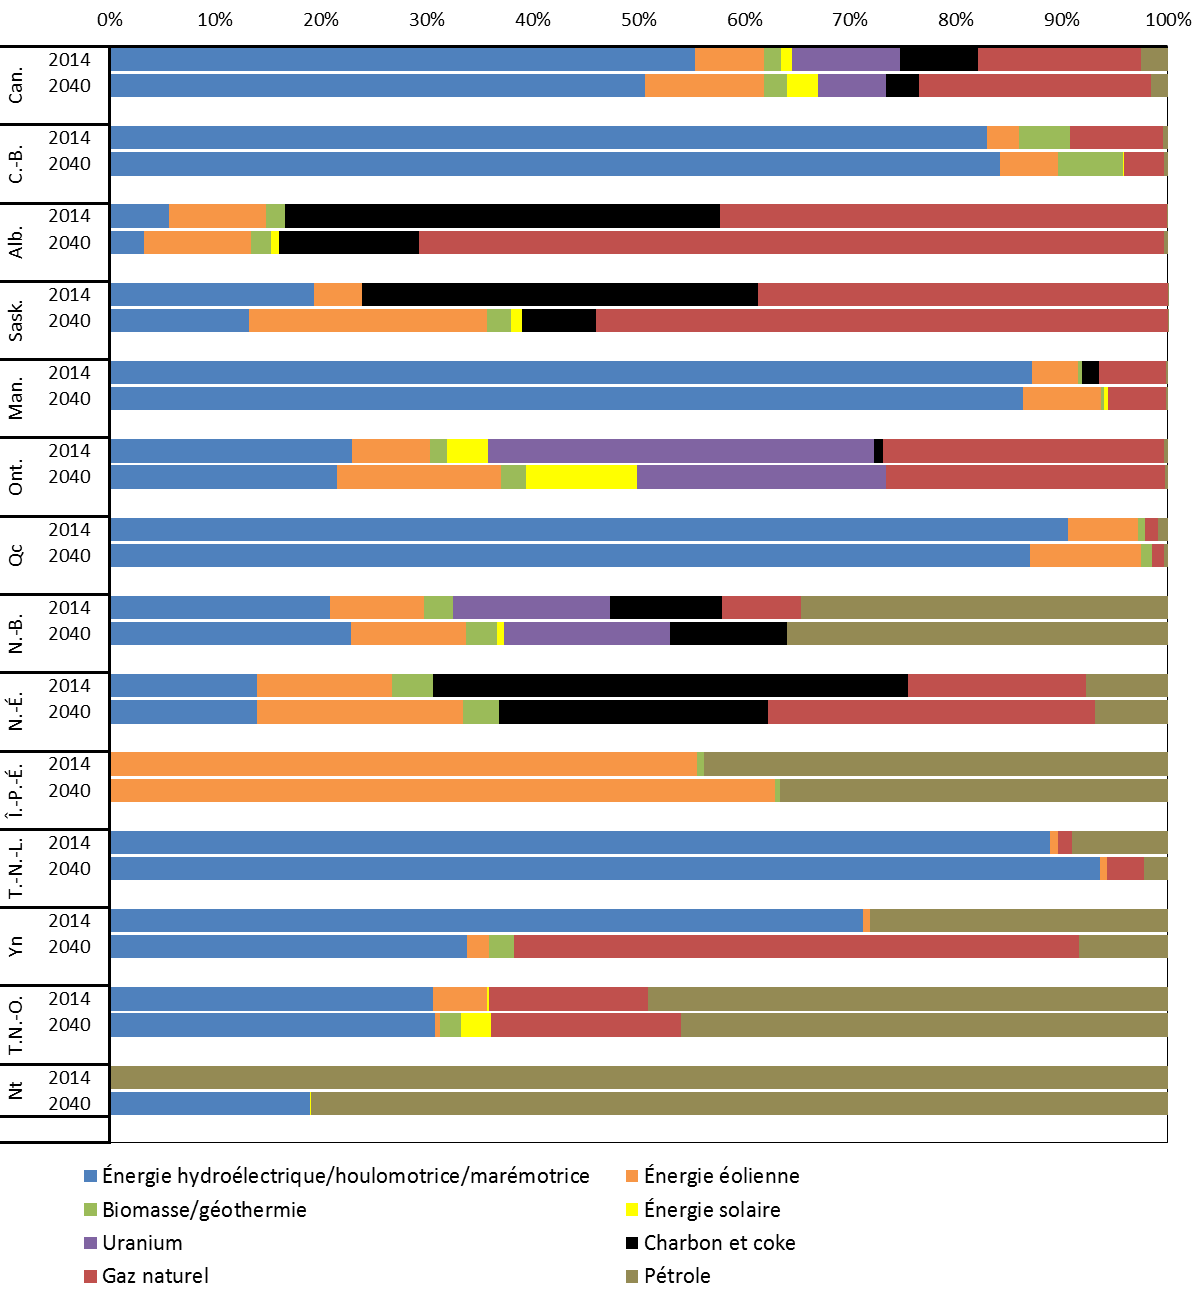 0% 10% 20% 30% 40% 50% 60% 70% 80% 90% 100%
Can. 2014
2040
C.-B. 2014
2040
Alb. 2014
2040
Sask. 2014
2040
Man. 2014
2040
Ont. 2014
2040
Qc 2014
2040
N.-B. 2014
2040
N.-É. 2014
2040
Î.-P.-É. 2014
2040
T.-N.-L. 2014
2040
Yn 2014
2040
T.N.-O. 2014
2040
Nt 2014
2040
Énergie hydroélectrique/houlomotrice/marémotrice Énergie éolienne
Biomasse/géothermie Énergie solaire
Uranium Charbon et coke
Gaz naturel Pétrole